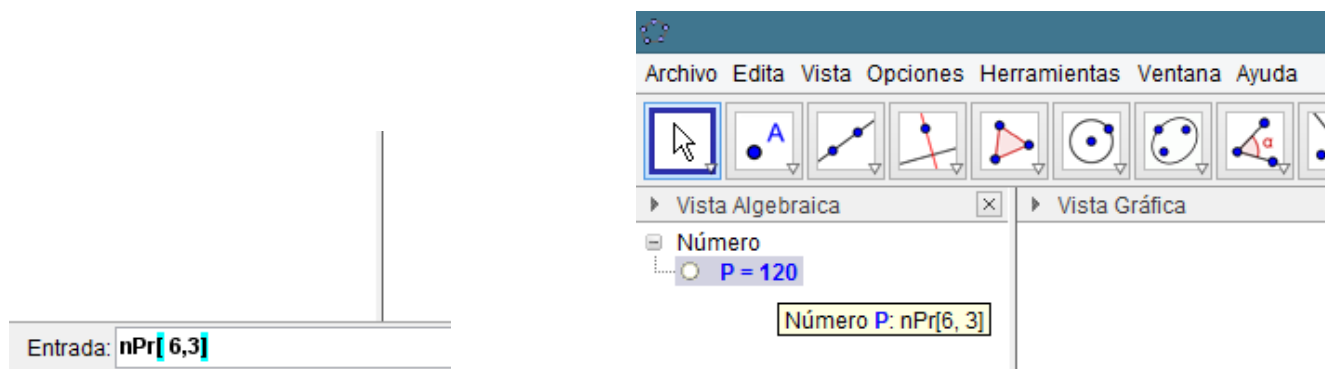 Entrada: nPr[ 6,3]
Archivo Edita Vista Opciones Herramientas Ventana Ayuda
A
α
Vista Algebraica
Vista Gráfica
Número
P = 120
Número P: nPr[6, 3]